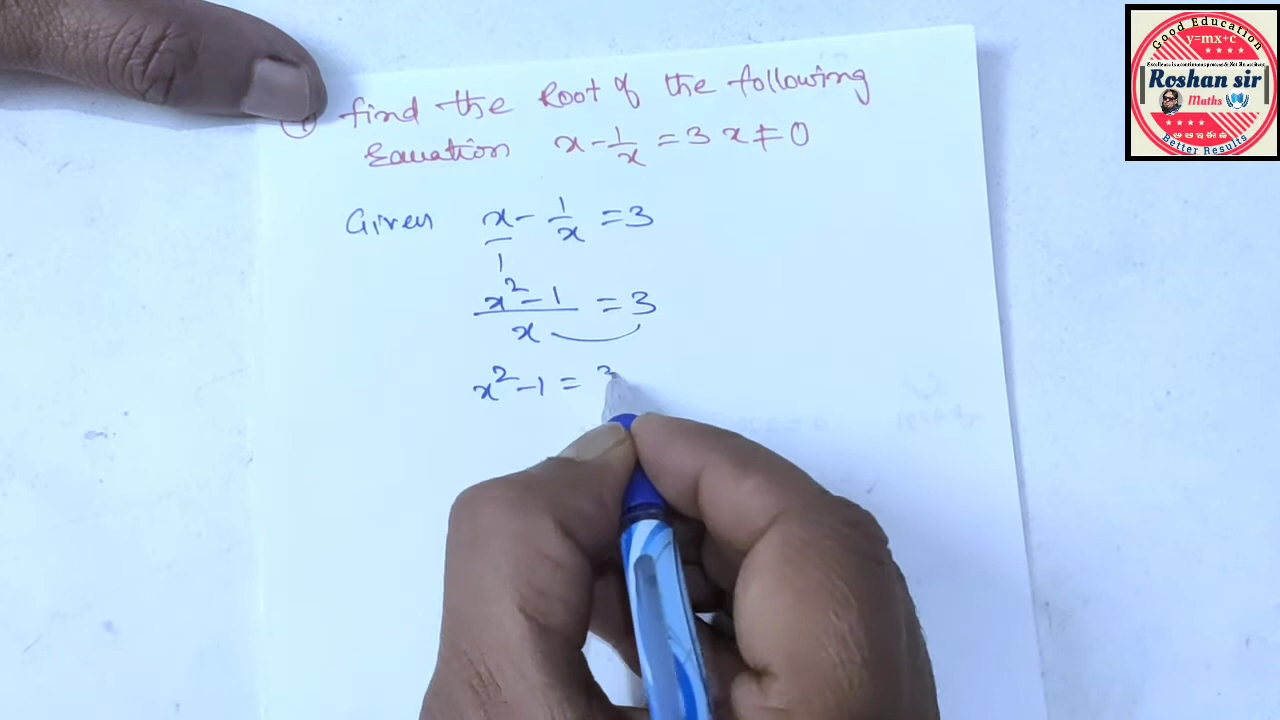 find the Root of the following
Equation x - 1/x = 3 x ≠ 0
Given x/1 - 1/x = 3
x² - 1 / x = 3
x² - 1 = 3
Good Education
y=mx+c
Roshan sir
Maths
Better Results